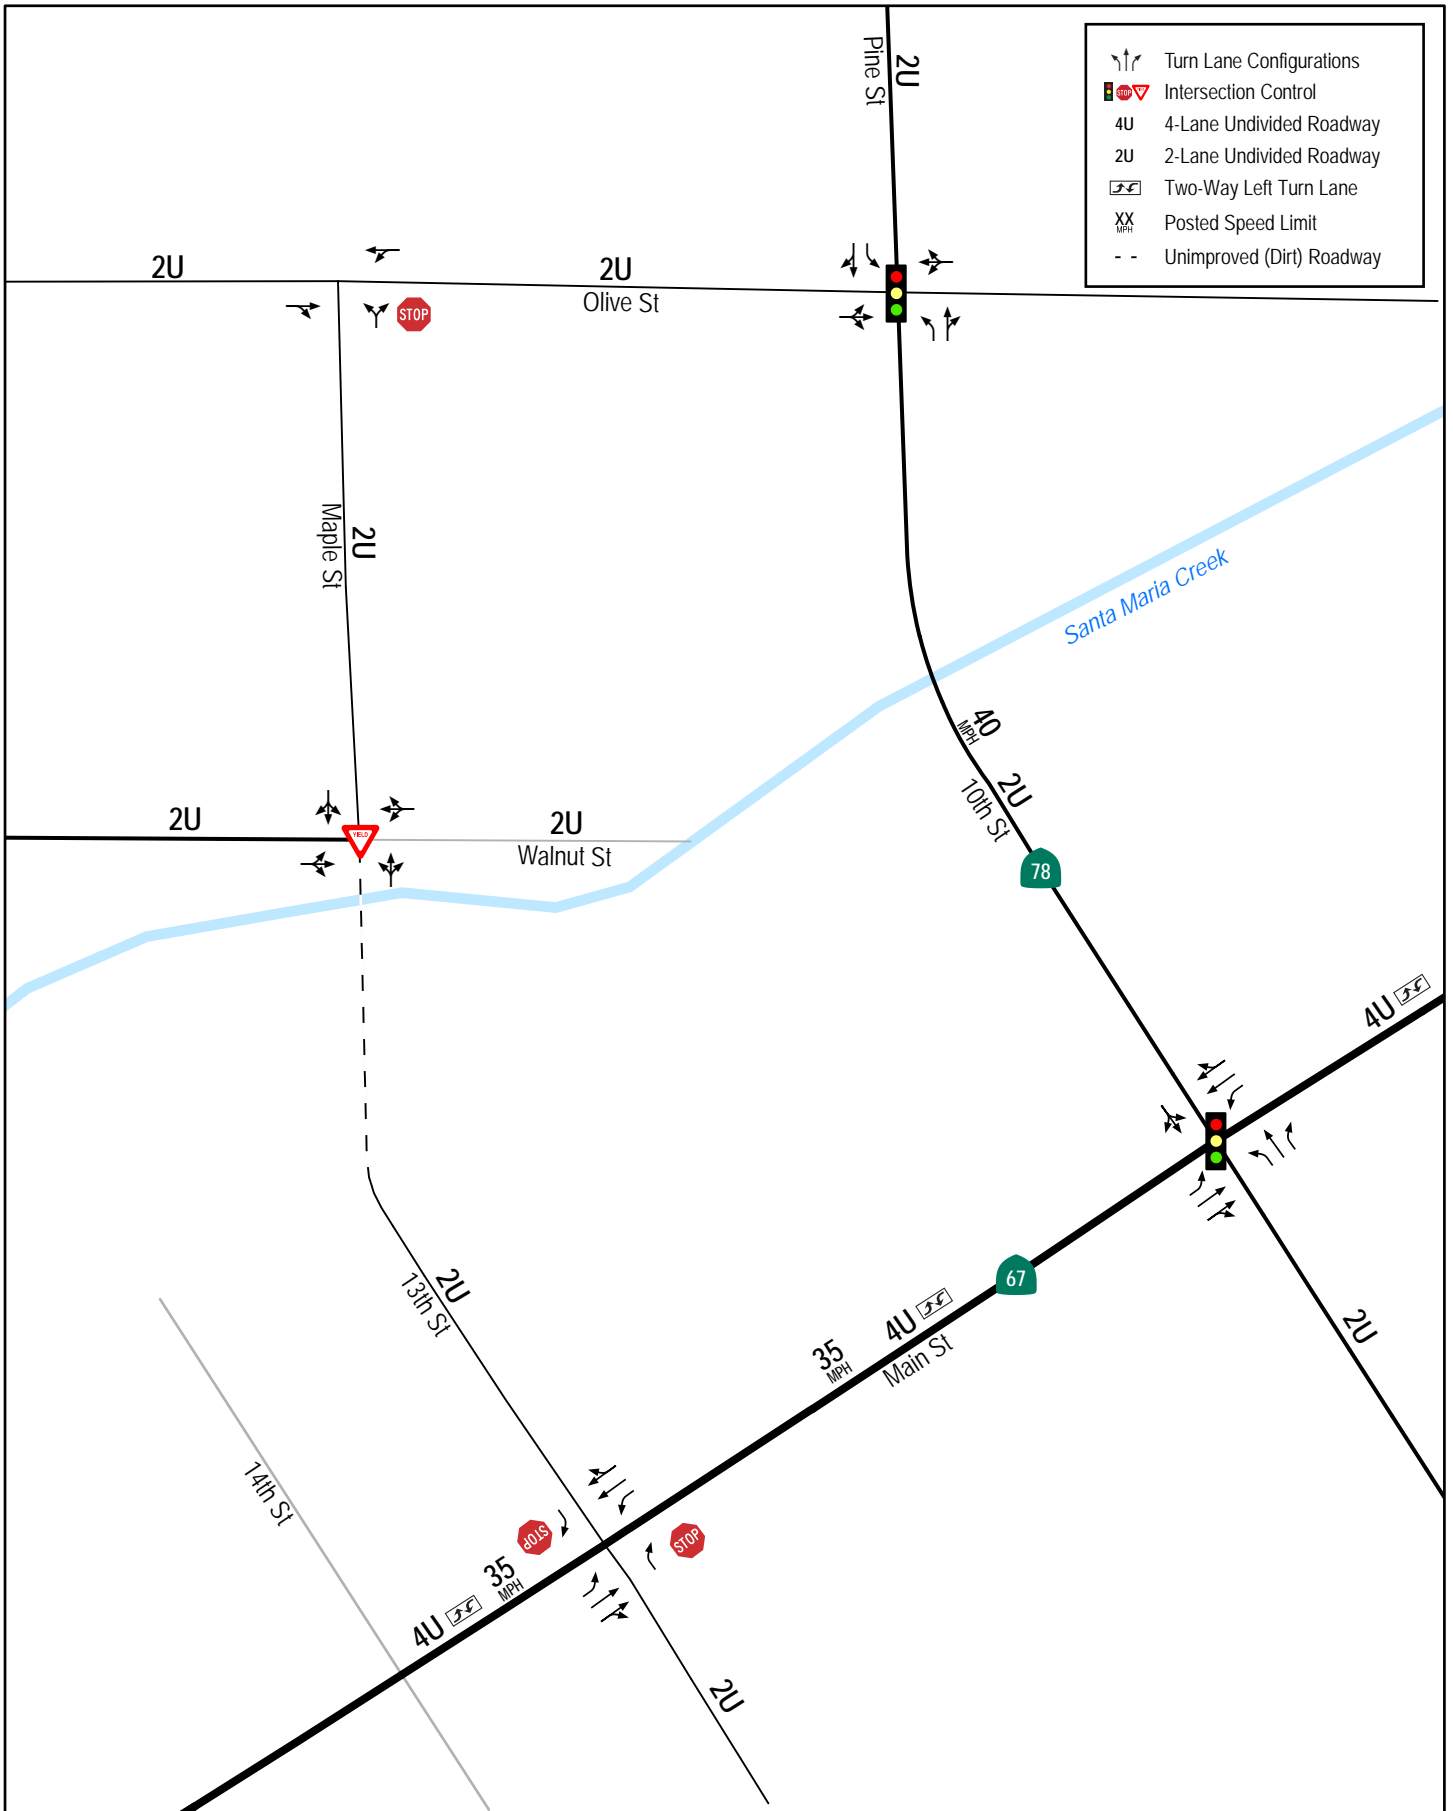 Turn Lane Configurations
STOP
Intersection Control
4U 4-Lane Undivided Roadway
2U 2-Lane Undivided Roadway
Two-Way Left Turn Lane
XX MPH Posted Speed Limit
- - Unimproved (Dirt) Roadway
Pine St
2U
2U
2U
Olive St
STOP
Maple St
2U
Santa Maria Creek
40 MPH
2U
10th St
78
2U
YIELD
2U
Walnut St
4U
67
4U
Main St
35 MPH
2U
2U
13th St
14th St
STOP
STOP
35 MPH
4U
2U